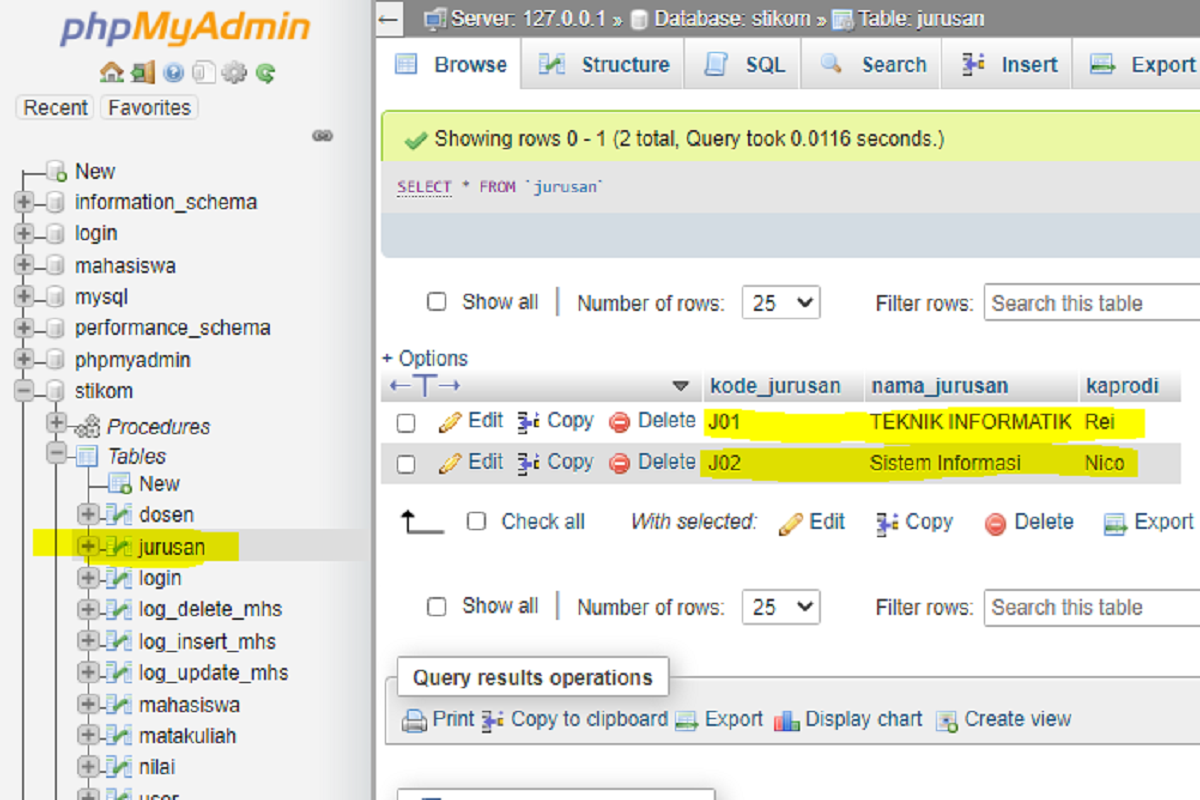 phpMyAdmin
Recent Favorites
New
information_schema
login
mahasiswa
mysql
performance_schema
phpmyadmin
stikom
Procedures
Tables
New
dosen
jurusan
login
log_delete_mhs
log_insert_mhs
log_update_mhs
mahasiswa
matakuliah
nilai
user
Server: 127.0.0.1 » Database: stikom » Table: jurusan
Browse Structure SQL Search Insert Export
Showing rows 0 - 1 (2 total, Query took 0.0116 seconds.)
SELECT * FROM `jurusan`
Show all Number of rows: 25 Filter rows: Search this table
+ Options
←T→ kode_jurusan nama_jurusan kaprodi
Edit Copy Delete J01 TEKNIK INFORMATIK Rei
Edit Copy Delete J02 Sistem Informasi Nico
Check all With selected: Edit Copy Delete Export
Show all Number of rows: 25 Filter rows: Search this table
Query results operations
Print Copy to clipboard Export Display chart Create view